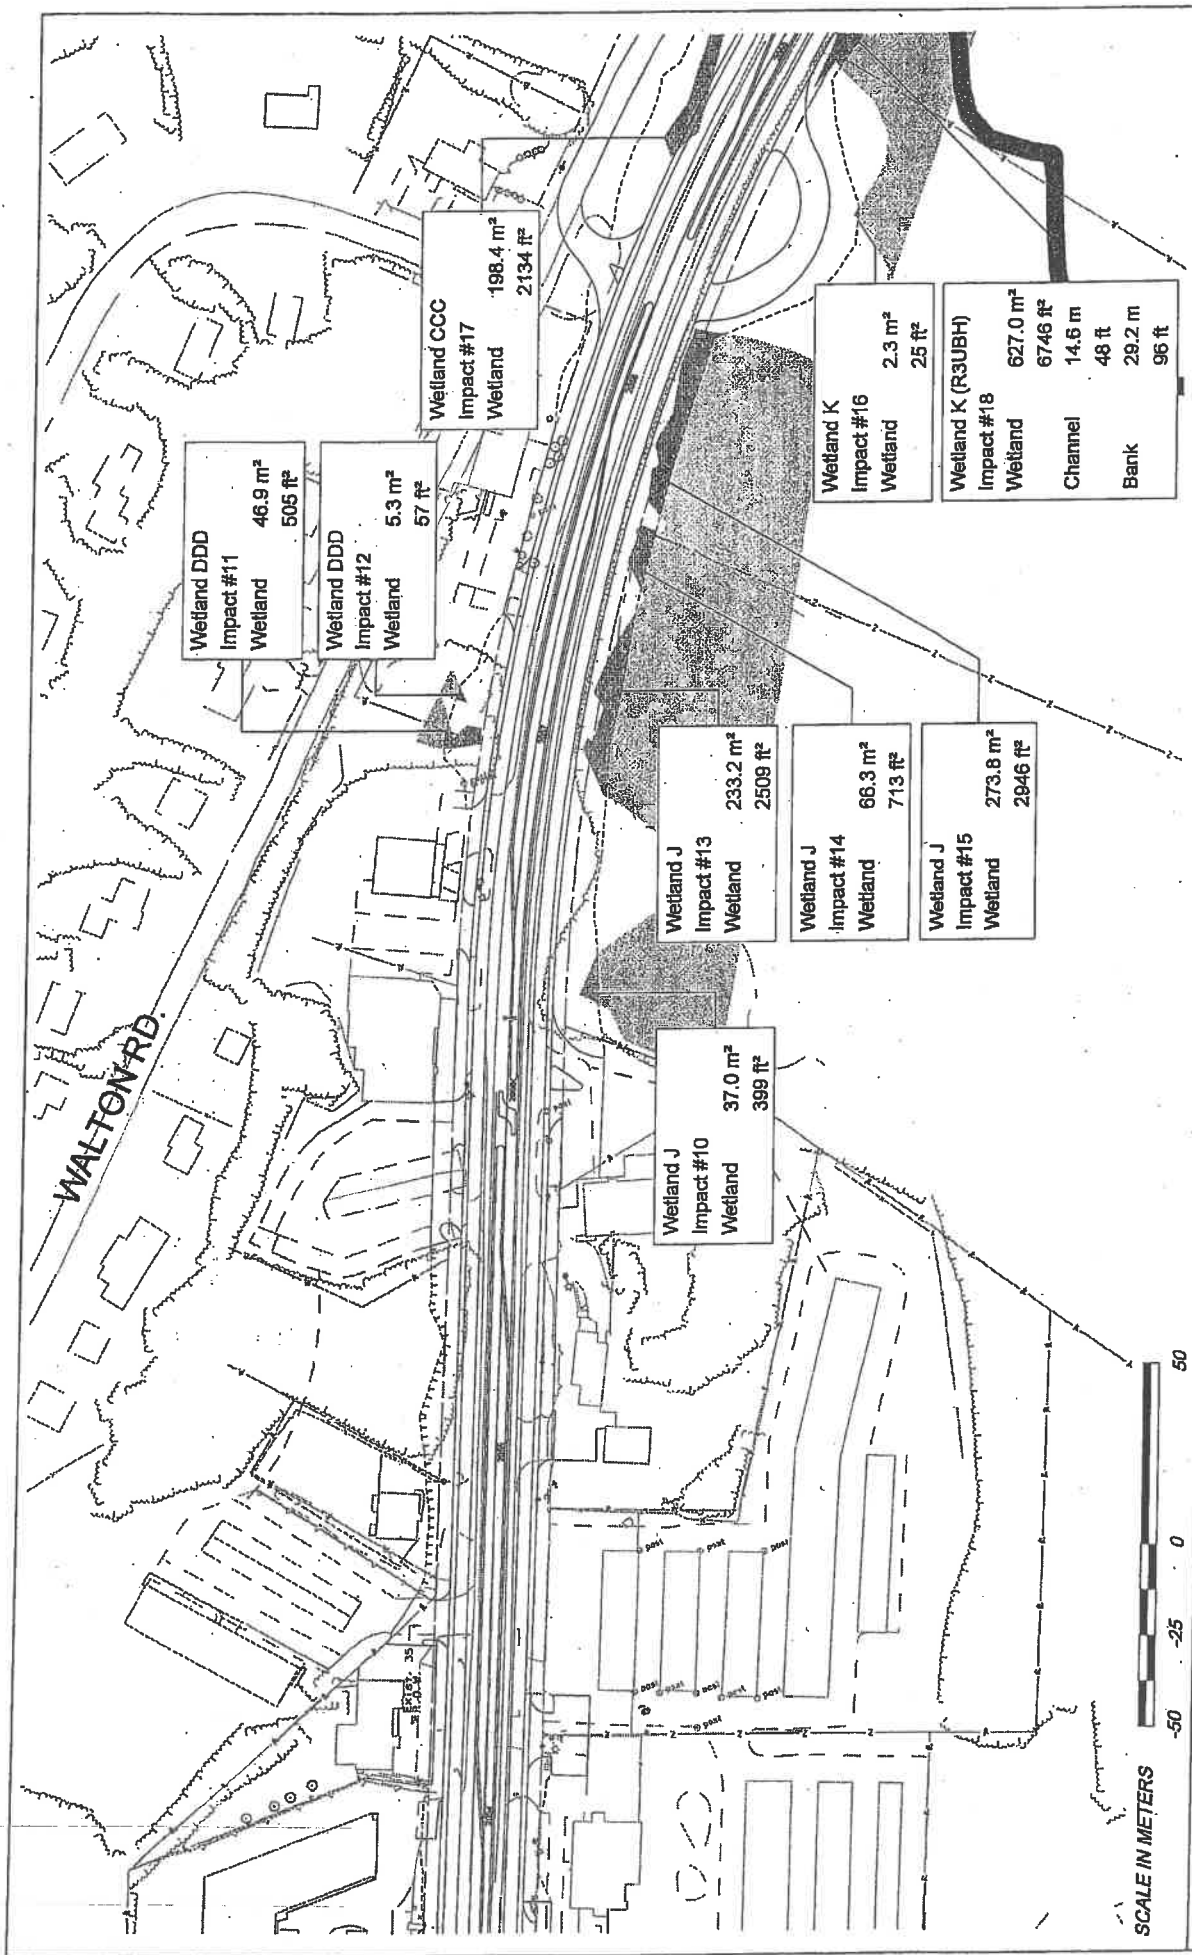 WALTON RD.
Wetland DDD
Impact #11
Wetland 46.9 m²
505 ft²
Wetland DDD
Impact #12
Wetland 5.3 m²
57 ft²
Wetland CCC
Impact #17
Wetland 198.4 m²
2134 ft²
Wetland J
Impact #10
Wetland 37.0 m²
399 ft²
Wetland J
Impact #13
Wetland 233.2 m²
2509 ft²
Wetland J
Impact #14
Wetland 66.3 m²
713 ft²
Wetland J
Impact #15
Wetland 273.8 m²
2946 ft²
Wetland K
Impact #16
Wetland 2.3 m²
25 ft²
Wetland K (R3UBH)
Impact #18
Wetland 627.0 m²
6746 ft²
Channel 14.6 m
48 ft
Bank 29.2 m
96 ft
post
post
post
post
post
post
post
post
post
SCALE IN METERS
-50 -25 0 50